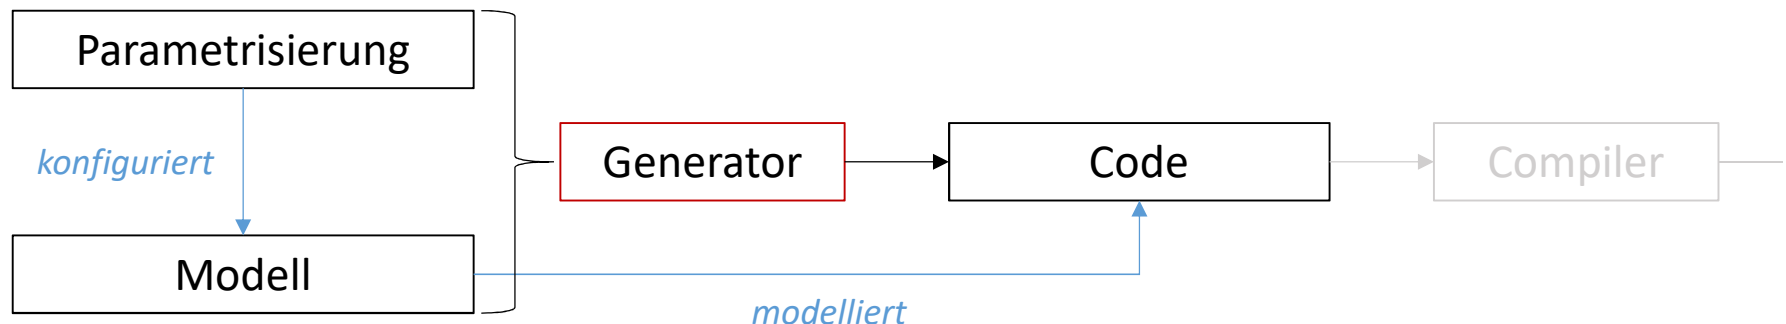 Parametrisierung
konfiguriert
Generator
Code
Compiler
Modell
modelliert